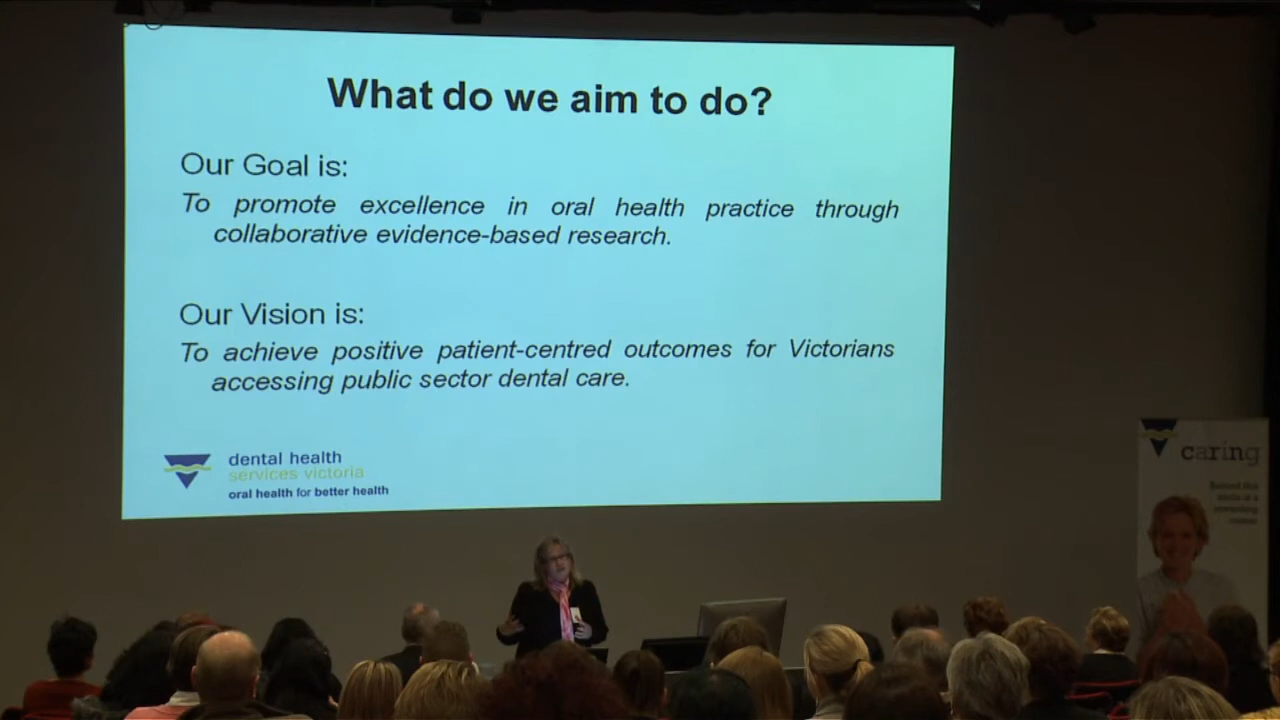 What do we aim to do?
Our Goal is:
To promote excellence in oral health practice through
collaborative evidence-based research.
Our Vision is:
To achieve positive patient-centred outcomes for Victorians
accessing public sector dental care.
dental health
services victoria
oral health for better health
caring